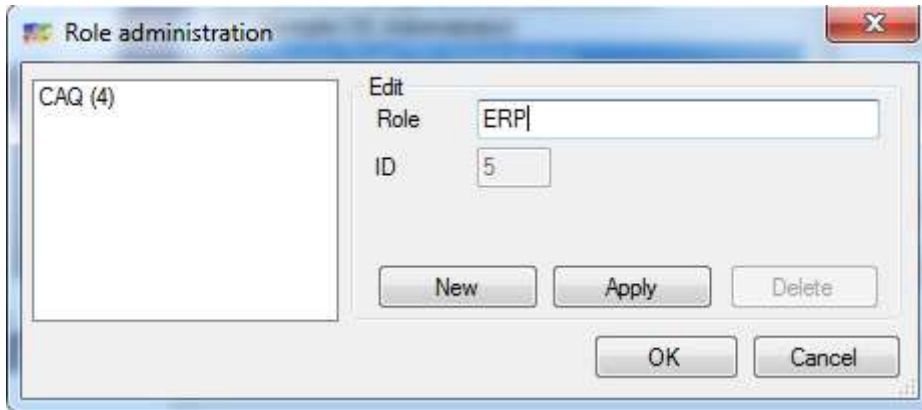 Role administration
CAQ (4)
Edit
Role ERP
ID 5
New Apply Delete
OK Cancel